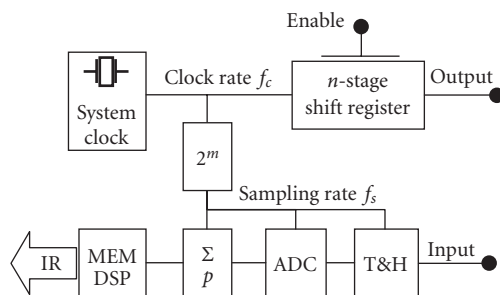 Enable
Clock rate f_c
n-stage
shift register
Output
System
clock
2^m
Sampling rate f_s
IR
MEM
DSP
Σ
p
ADC
T&H
Input